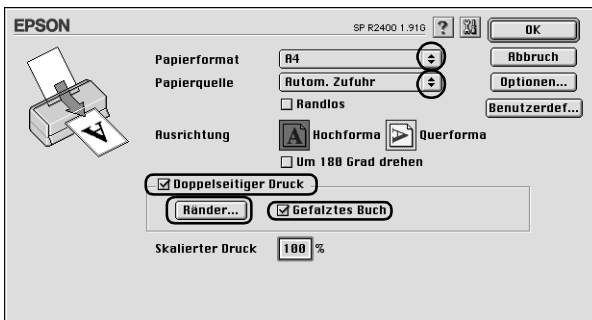 EPSON
SP R2400 1.91G ? OK
Papierformat A4 Abbruch
Papierquelle Autom. Zufuhr Optionen...
Randlos Benutzerdef...
Ausrichtung A Hochforma A Querforma
Um 180 Grad drehen
Doppelseitiger Druck
Ränder... Gefalztes Buch
Skalierter Druck 100 %
A